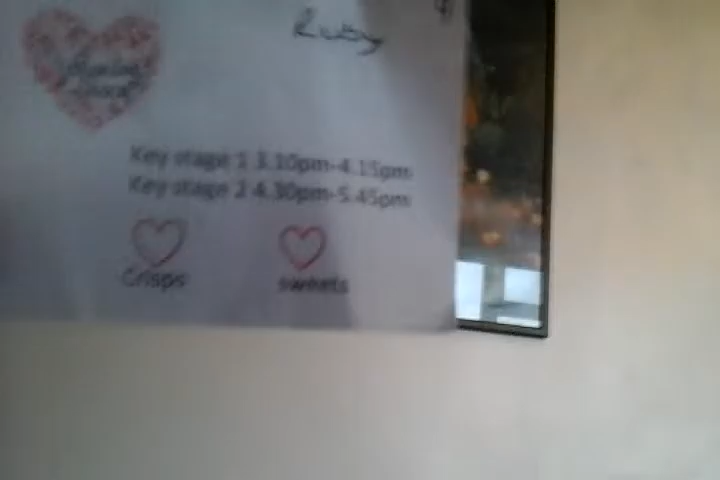 Ruby
Key stage 1 3.10pm-4.15pm
Key stage 2 4.30pm-5.45pm
Crisps
sweets